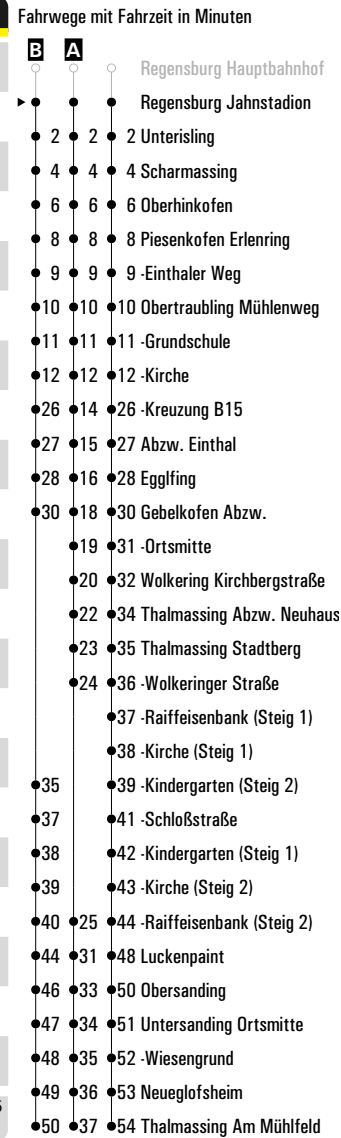 Fahrwege mit Fahrzeit in Minuten
B A
Regensburg Hauptbahnhof
Regensburg Jahnstadion
2 2 2 Unterisling
4 4 4 Scharmassing
6 6 6 Oberhinkofen
8 8 8 Piesenkofen Erlenring
9 9 9 -Einthaler Weg
10 10 10 Obertraubling Mühlenweg
11 11 11 -Grundschule
12 12 12 -Kirche
26 14 26 -Kreuzung B15
27 15 27 Abzw. Einthal
28 16 28 Egglfing
30 18 30 Gebelkofen Abzw.
19 31 -Ortsmitte
20 32 Wolkering Kirchbergstraße
22 34 Thalmassing Abzw. Neuhaus
23 35 Thalmassing Stadtberg
24 36 -Wolkeringer Straße
37 -Raiffeisenbank (Steig 1)
38 -Kirche (Steig 1)
35 39 -Kindergarten (Steig 2)
37 41 -Schloßstraße
38 42 -Kindergarten (Steig 1)
39 43 -Kirche (Steig 2)
40 25 44 -Raiffeisenbank (Steig 2)
44 31 48 Luckenpaint
46 33 50 Obersanding
47 34 51 Untersanding Ortsmitte
48 35 52 -Wiesengrund
49 36 53 Neueglofsheim
50 37 54 Thalmassing Am Mühlfeld